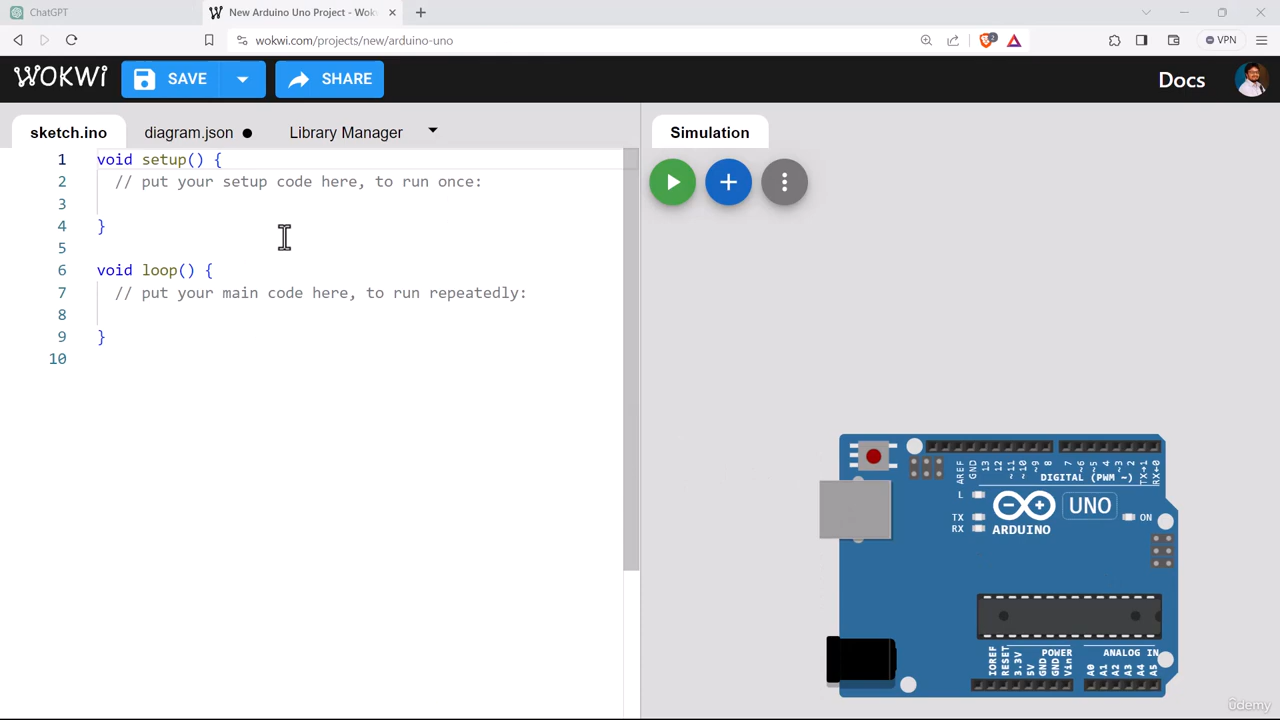 ChatGPT
New Arduino Uno Project - Wok
wokwi.com/projects/new/arduino-uno
2
VPN
WOKWi
SAVE
SHARE
Docs
sketch.ino
diagram.json
Library Manager
Simulation
1 void setup() {
2 // put your setup code here, to run once:
3
4 }
5
6 void loop() {
7 // put your main code here, to run repeatedly:
8
9 }
10
AREF
GND
13
12
~11
~10
~9
8
7
~6
~5
4
~3
2
TX→1
RX←0
DIGITAL (PWM ~)
L
TX
RX
UNO
ON
ARDUINO
IOREF
RESET
3.3V
5V
GND
GND
Vin
POWER
ANALOG IN
A0
A1
A2
A3
A4
A5
ûdemy